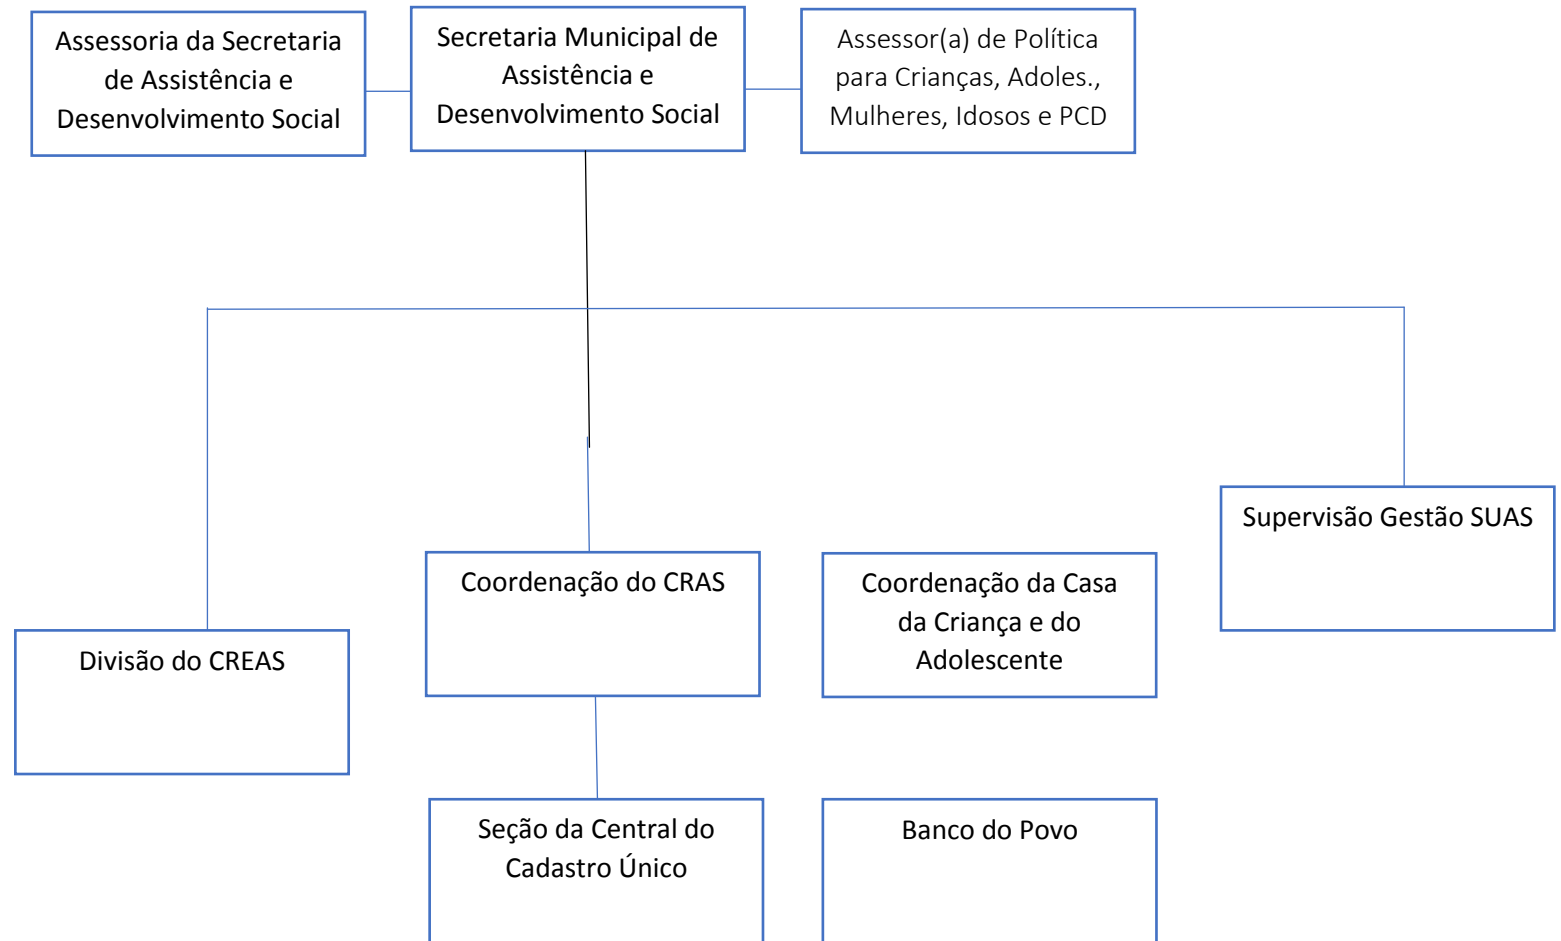 Assessoria da Secretaria
de Assistência e
Desenvolvimento Social
Secretaria Municipal de
Assistência e
Desenvolvimento Social
Assessor(a) de Política
para Crianças, Adoles.,
Mulheres, Idosos e PCD
Supervisão Gestão SUAS
Coordenação do CRAS
Coordenação da Casa
da Criança e do
Adolescente
Divisão do CREAS
Seção da Central do
Cadastro Único
Banco do Povo